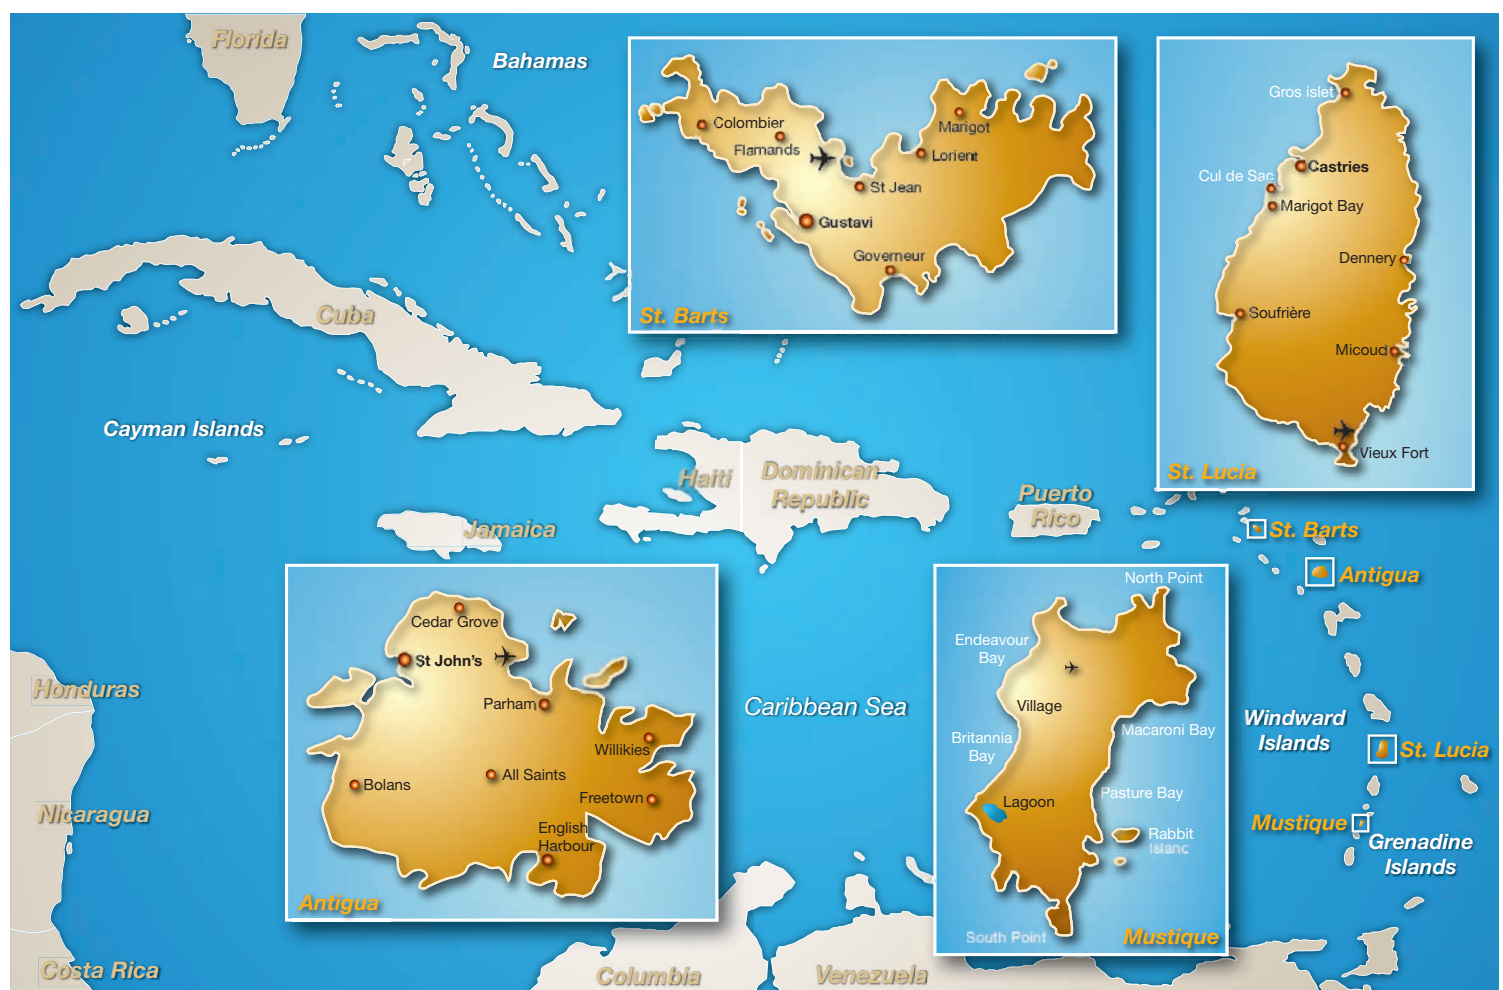 Florida
Bahamas
Cuba
Cayman Islands
Haiti
Dominican
Republic
Jamaica
Puerto
Rico
Honduras
Nicaragua
Costa Rica
Columbia
Venezuela
Caribbean Sea
Windward
Islands
Grenadine
Islands
St. Barts
Antigua
St. Lucia
Mustique
Colombier
Flamands
Marigot
Lorient
St Jean
Gustavi
Governeur
St. Barts
Gros islet
Castries
Cul de Sac
Marigot Bay
Dennery
Soufrière
Micoud
Vieux Fort
St. Lucia
Cedar Grove
St John's
Parham
Willikies
Bolans
All Saints
Freetown
English
Harbour
Antigua
North Point
Endeavour
Bay
Village
Britannia
Bay
Macaroni Bay
Pasture Bay
Lagoon
Rabbit
Island
South Point
Mustique